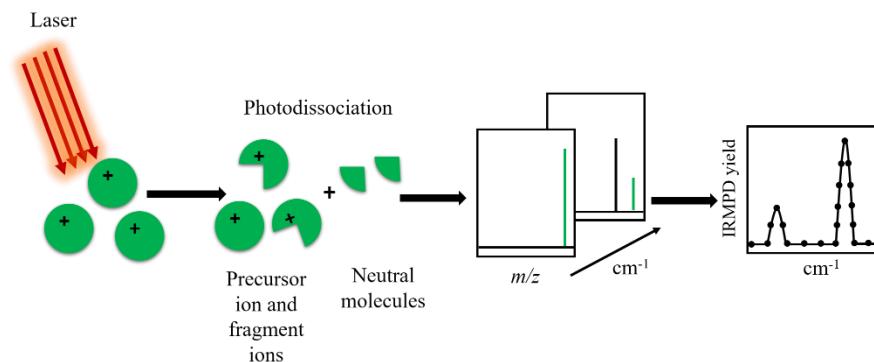 Laser
Photodissociation
+
+
+
+
+
+
+
Precursor
ion and
fragment
ions
Neutral
molecules
m/z
cm-1
IRMPD yield
cm-1